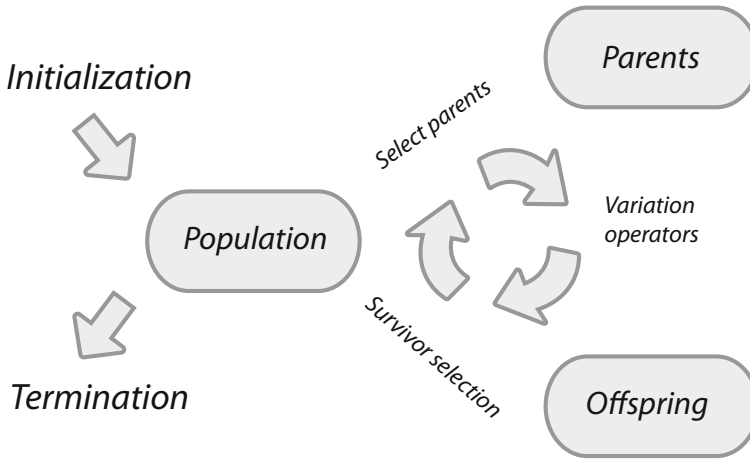 Initialization
Parents
Select parents
Population
Variation
operators
Survivor selection
Termination
Offspring